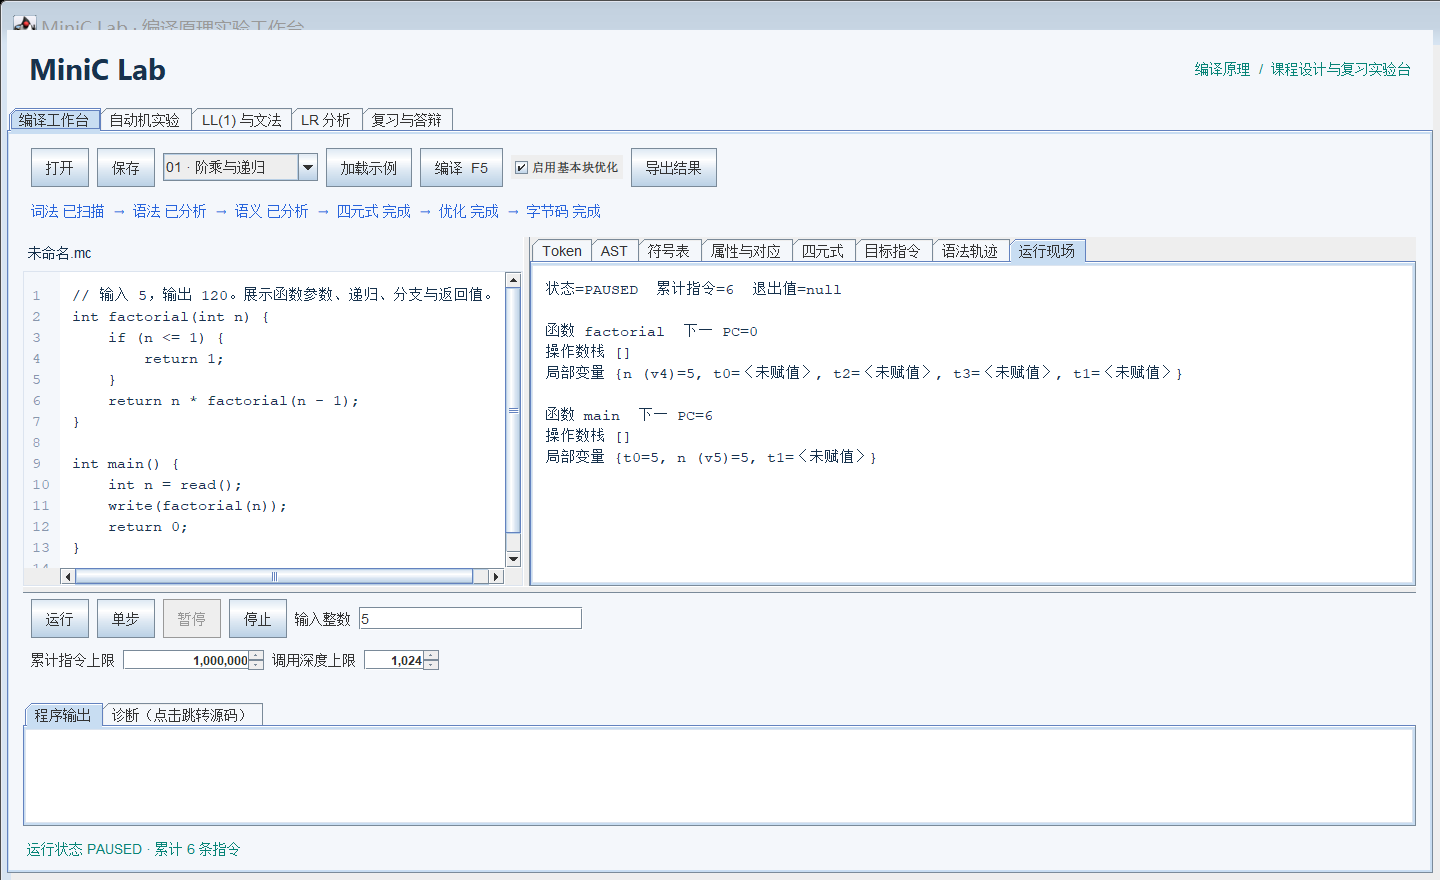 MiniC Lab · 编译原理实验工作台
MiniC Lab
编译原理 / 课程设计与复习实验台
编译工作台 自动机实验 LL(1) 与文法 LR 分析 复习与答辩
打开 保存 01 · 阶乘与递归 加载示例 编译 F5 启用基本块优化 导出结果
词法 已扫描 → 语法 已分析 → 语义 已分析 → 四元式 完成 → 优化 完成 → 字节码 完成
未命名.mc
1 // 输入 5，输出 120。展示函数参数、递归、分支与返回值。
2 int factorial(int n) {
3 if (n <= 1) {
4 return 1;
5 }
6 return n * factorial(n - 1);
7 }
8
9 int main() {
10 int n = read();
11 write(factorial(n));
12 return 0;
13 }
14
Token AST 符号表 属性与对应 四元式 目标指令 语法轨迹 运行现场
状态=PAUSED 累计指令=6 退出值=null
函数 factorial 下一 PC=0
操作数栈 []
局部变量 {n (v4)=5, t0=〈未赋值〉, t2=〈未赋值〉, t3=〈未赋值〉, t1=〈未赋值〉}
函数 main 下一 PC=6
操作数栈 []
局部变量 {t0=5, n (v5)=5, t1=〈未赋值〉}
运行 单步 暂停 停止 输入整数 5
累计指令上限 1,000,000 调用深度上限 1,024
程序输出 诊断（点击跳转源码）
运行状态 PAUSED · 累计 6 条指令